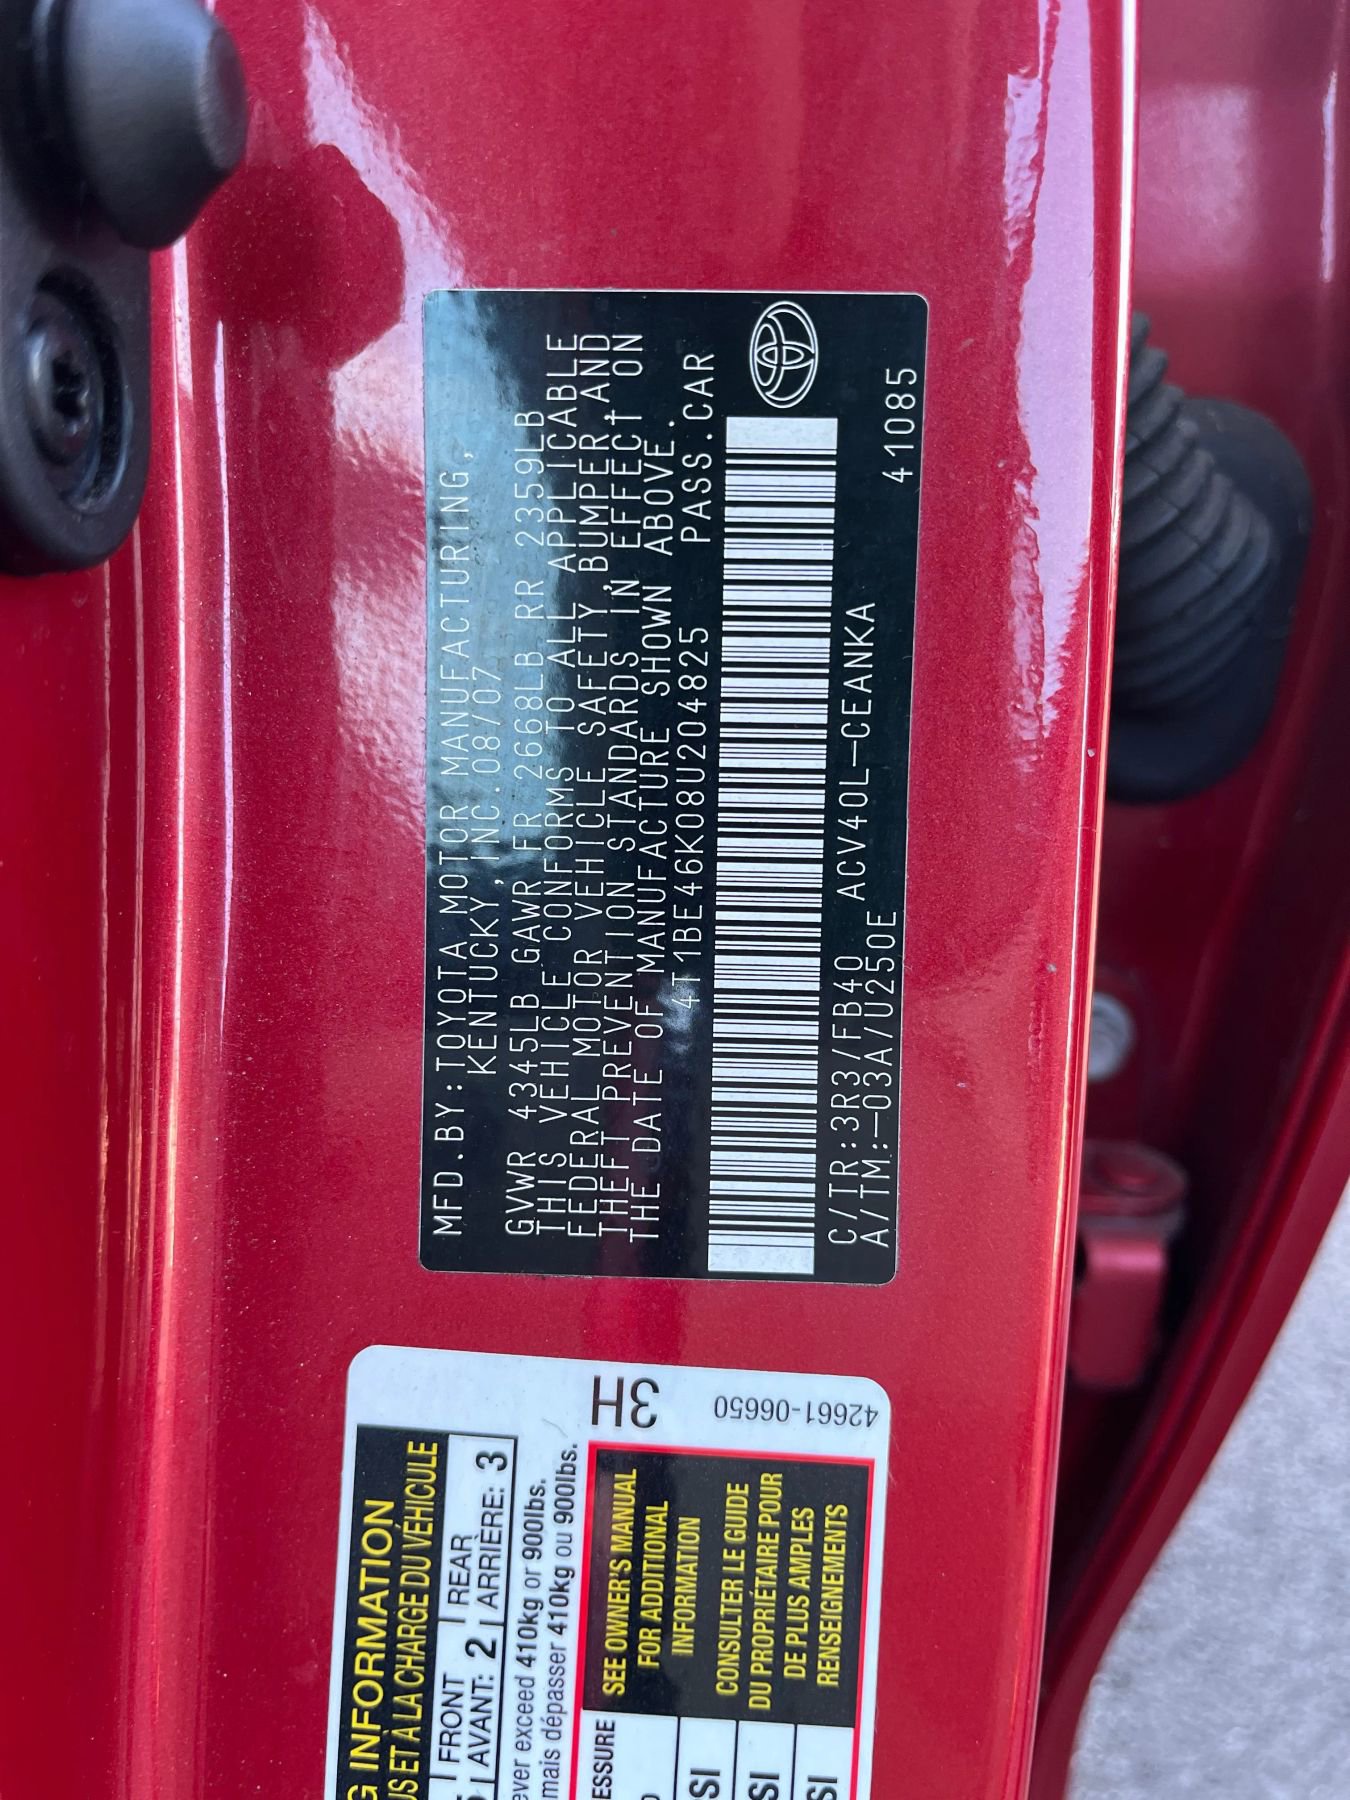 MFD.BY:TOYOTA MOTOR MANUFACTURING,
KENTUCKY,INC.08/07
GVWR 4345LB GAWR FR 2668LB RR 2359LB
THIS VEHICLE CONFORMS TO ALL APPLICABLE
FEDERAL MOTOR VEHICLE SAFETY, BUMPER, AND
THEFT PREVENTION STANDARDS IN EFFECT ON
THE DATE OF MANUFACTURE SHOWN ABOVE.
4T1BE46K08U204825 PASS.CAR
C/TR:3R3/FB40 ACV40L-CEANKA 41085
A/TM:-03A/U250E
G INFORMATION
US ET À LA CHARGE DU VÉHICULE
FRONT REAR
AVANT: 2 ARRIÈRE: 3
ever exceed 410kg or 900lbs.
mais dépasser 410kg ou 900lbs.
3H
42661-06650
SEE OWNER'S MANUAL
FOR ADDITIONAL
INFORMATION
CONSULTER LE GUIDE
DU PROPRIÉTAIRE POUR
DE PLUS AMPLES
RENSEIGNEMENTS
ESSURE
SI
SI
SI